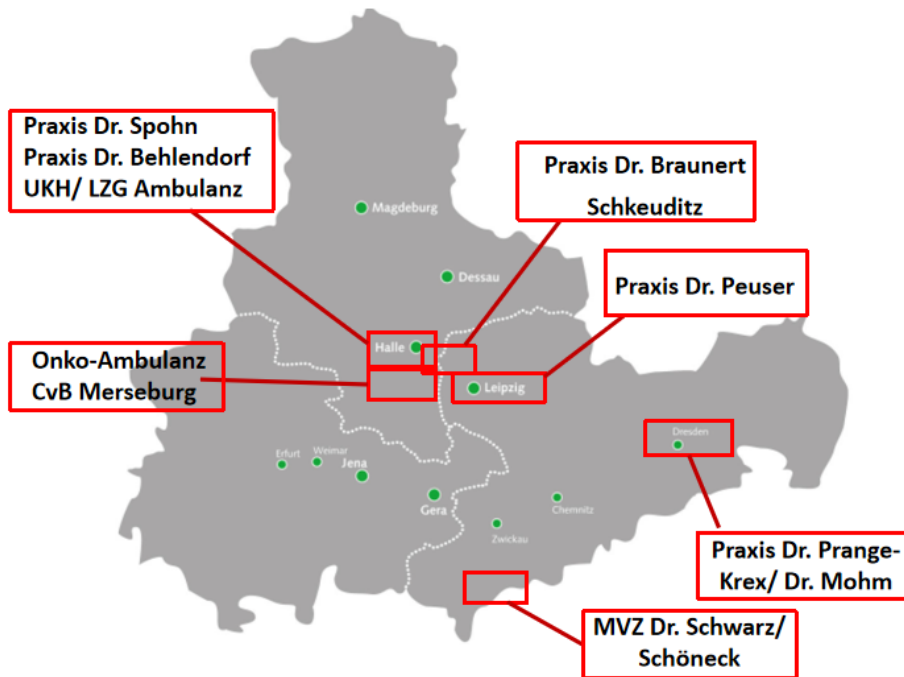 Praxis Dr. Spohn
Praxis Dr. Behlendorf
UKH/ LZG Ambulanz
Praxis Dr. Braunert
Schkeuditz
Magdeburg
Dessau
Praxis Dr. Peuser
Halle
Onko-Ambulanz
CvB Merseburg
Leipzig
Dresden
Erfurt
Weimar
Jena
Gera
Chemnitz
Zwickau
Praxis Dr. Prange-
Krex/ Dr. Mohm
MVZ Dr. Schwarz/
Schöneck